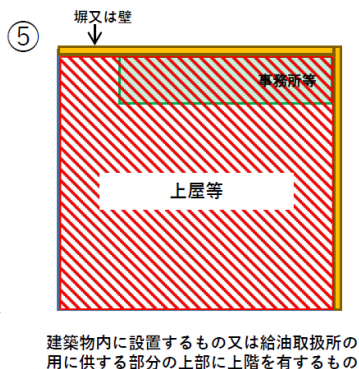 ⑤
塀又は壁
事務所等
上屋等
建築物内に設置するもの又は給油取扱所の
用に供する部分の上部に上階を有するもの